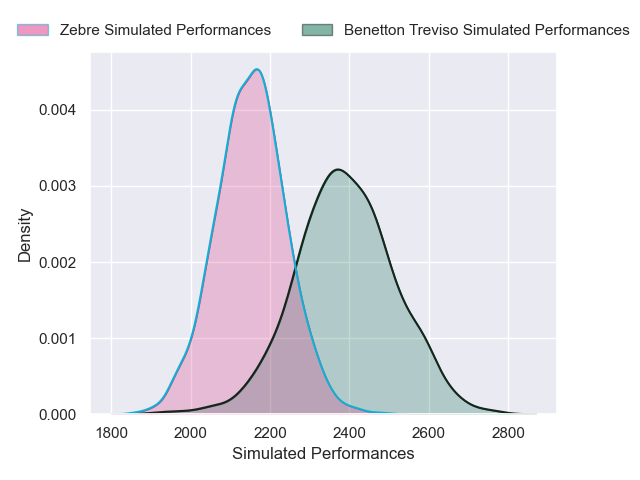 Zebre Simulated Performances Benetton Treviso Simulated Performances
0.004
0.003
0.002
0.001
0.000
Density
1800 2000 2200 2400 2600 2800
Simulated Performances